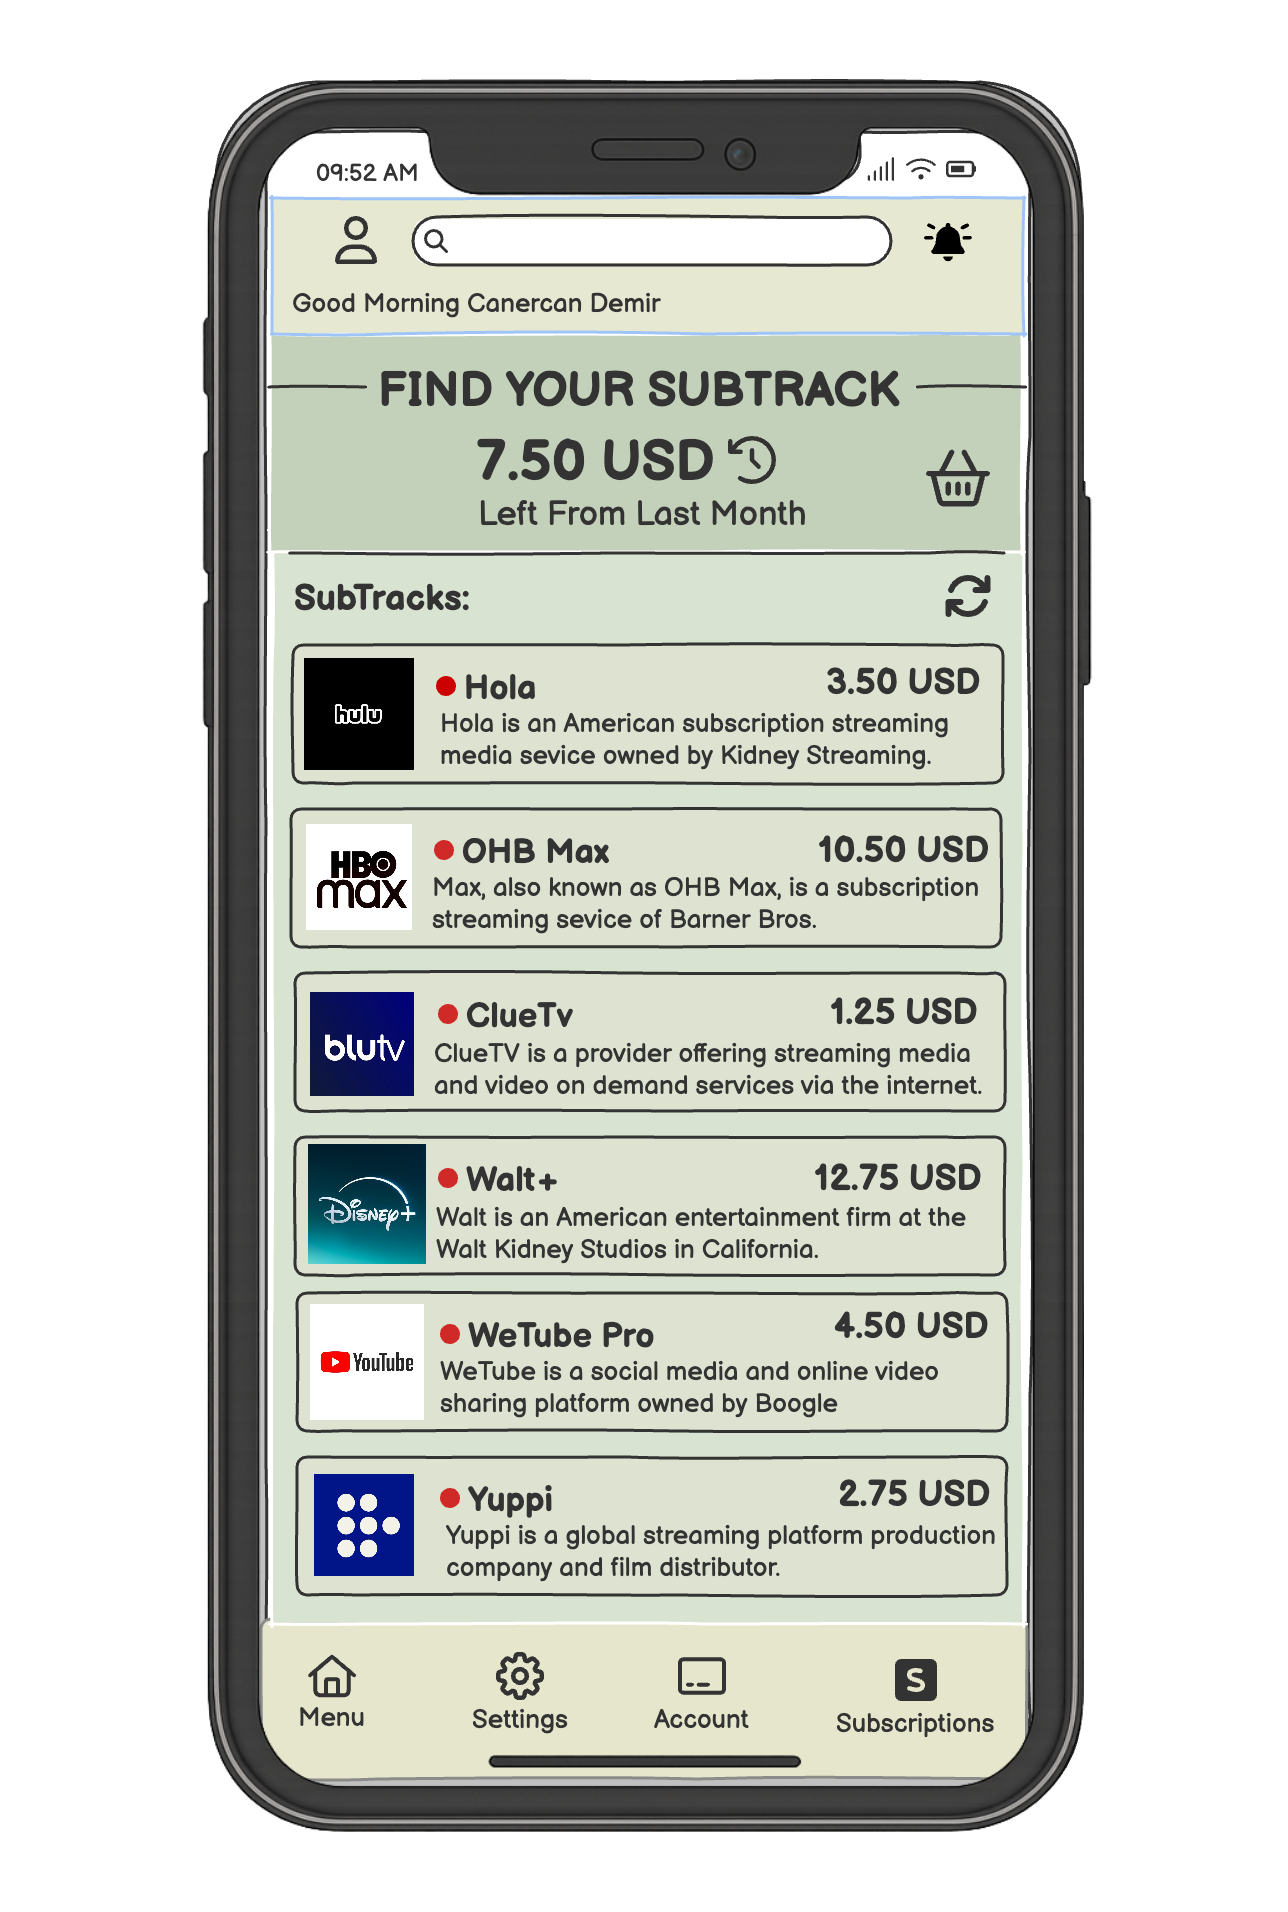 09:52 AM
Good Morning Canercan Demir
FIND YOUR SUBTRACK
7.50 USD
Left From Last Month
SubTracks:
hulu
Hola
3.50 USD
Hola is an American subscription streaming
media sevice owned by Kidney Streaming.
HBO
max
OHB Max
10.50 USD
Max, also known as OHB Max, is a subscription
streaming sevice of Barner Bros.
blutv
ClueTv
1.25 USD
ClueTV is a provider offering streaming media
and video on demand services via the internet.
Disney+
Walt+
12.75 USD
Walt is an American entertainment firm at the
Walt Kidney Studios in California.
YouTube
WeTube Pro
4.50 USD
WeTube is a social media and online video
sharing platform owned by Boogle
Yuppi
2.75 USD
Yuppi is a global streaming platform production
company and film distributor.
S
Menu
Settings
Account
Subscriptions